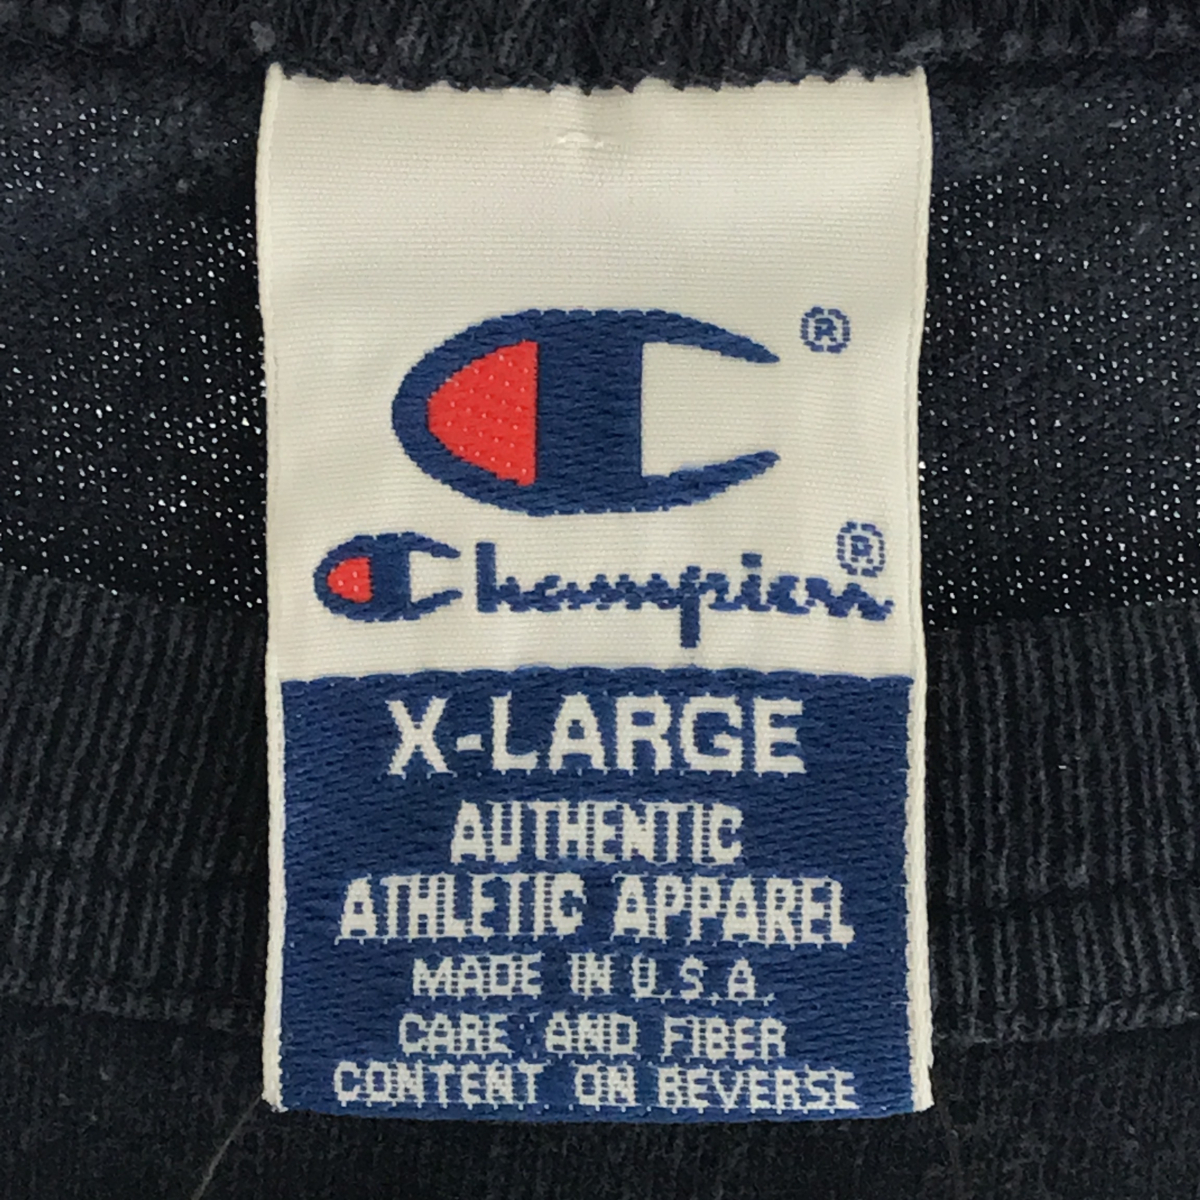 ®
Champion®
X-LARGE
AUTHENTIC
ATHLETIC APPAREL
MADE IN U.S.A.
CARE AND FIBER
CONTENT ON REVERSE